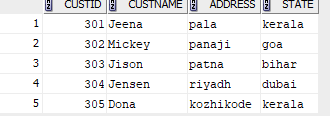 CUSTID CUSTNAME ADDRESS STATE
1 301 Jeena pala kerala
2 302 Mickey panaji goa
3 303 Jison patna bihar
4 304 Jensen riyadh dubai
5 305 Dona kozhikode kerala